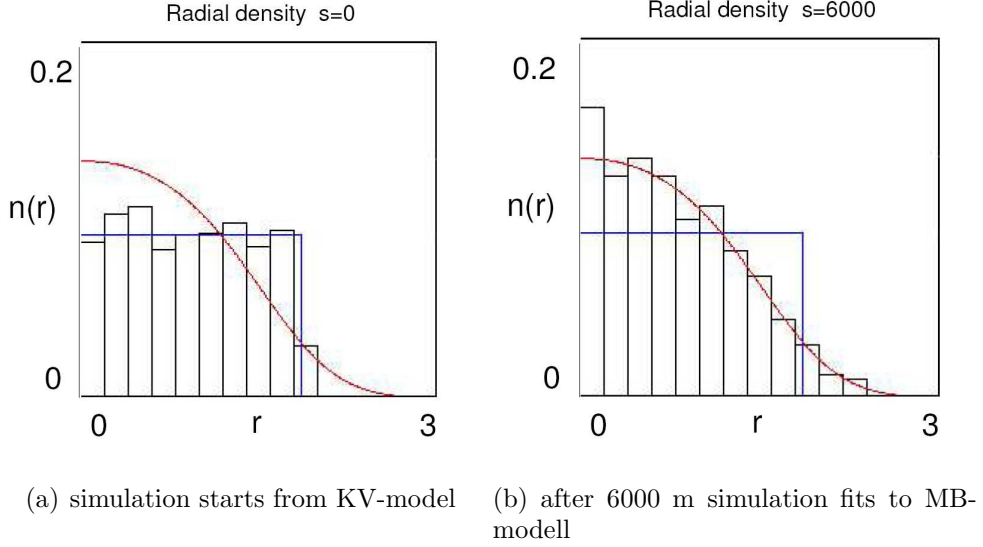 Radial density s=0
0.2
n(r)
0
0 r 3
(a) simulation starts from KV-model
Radial density s=6000
0.2
n(r)
0
0 r 3
(b) after 6000 m simulation fits to MB-
modell